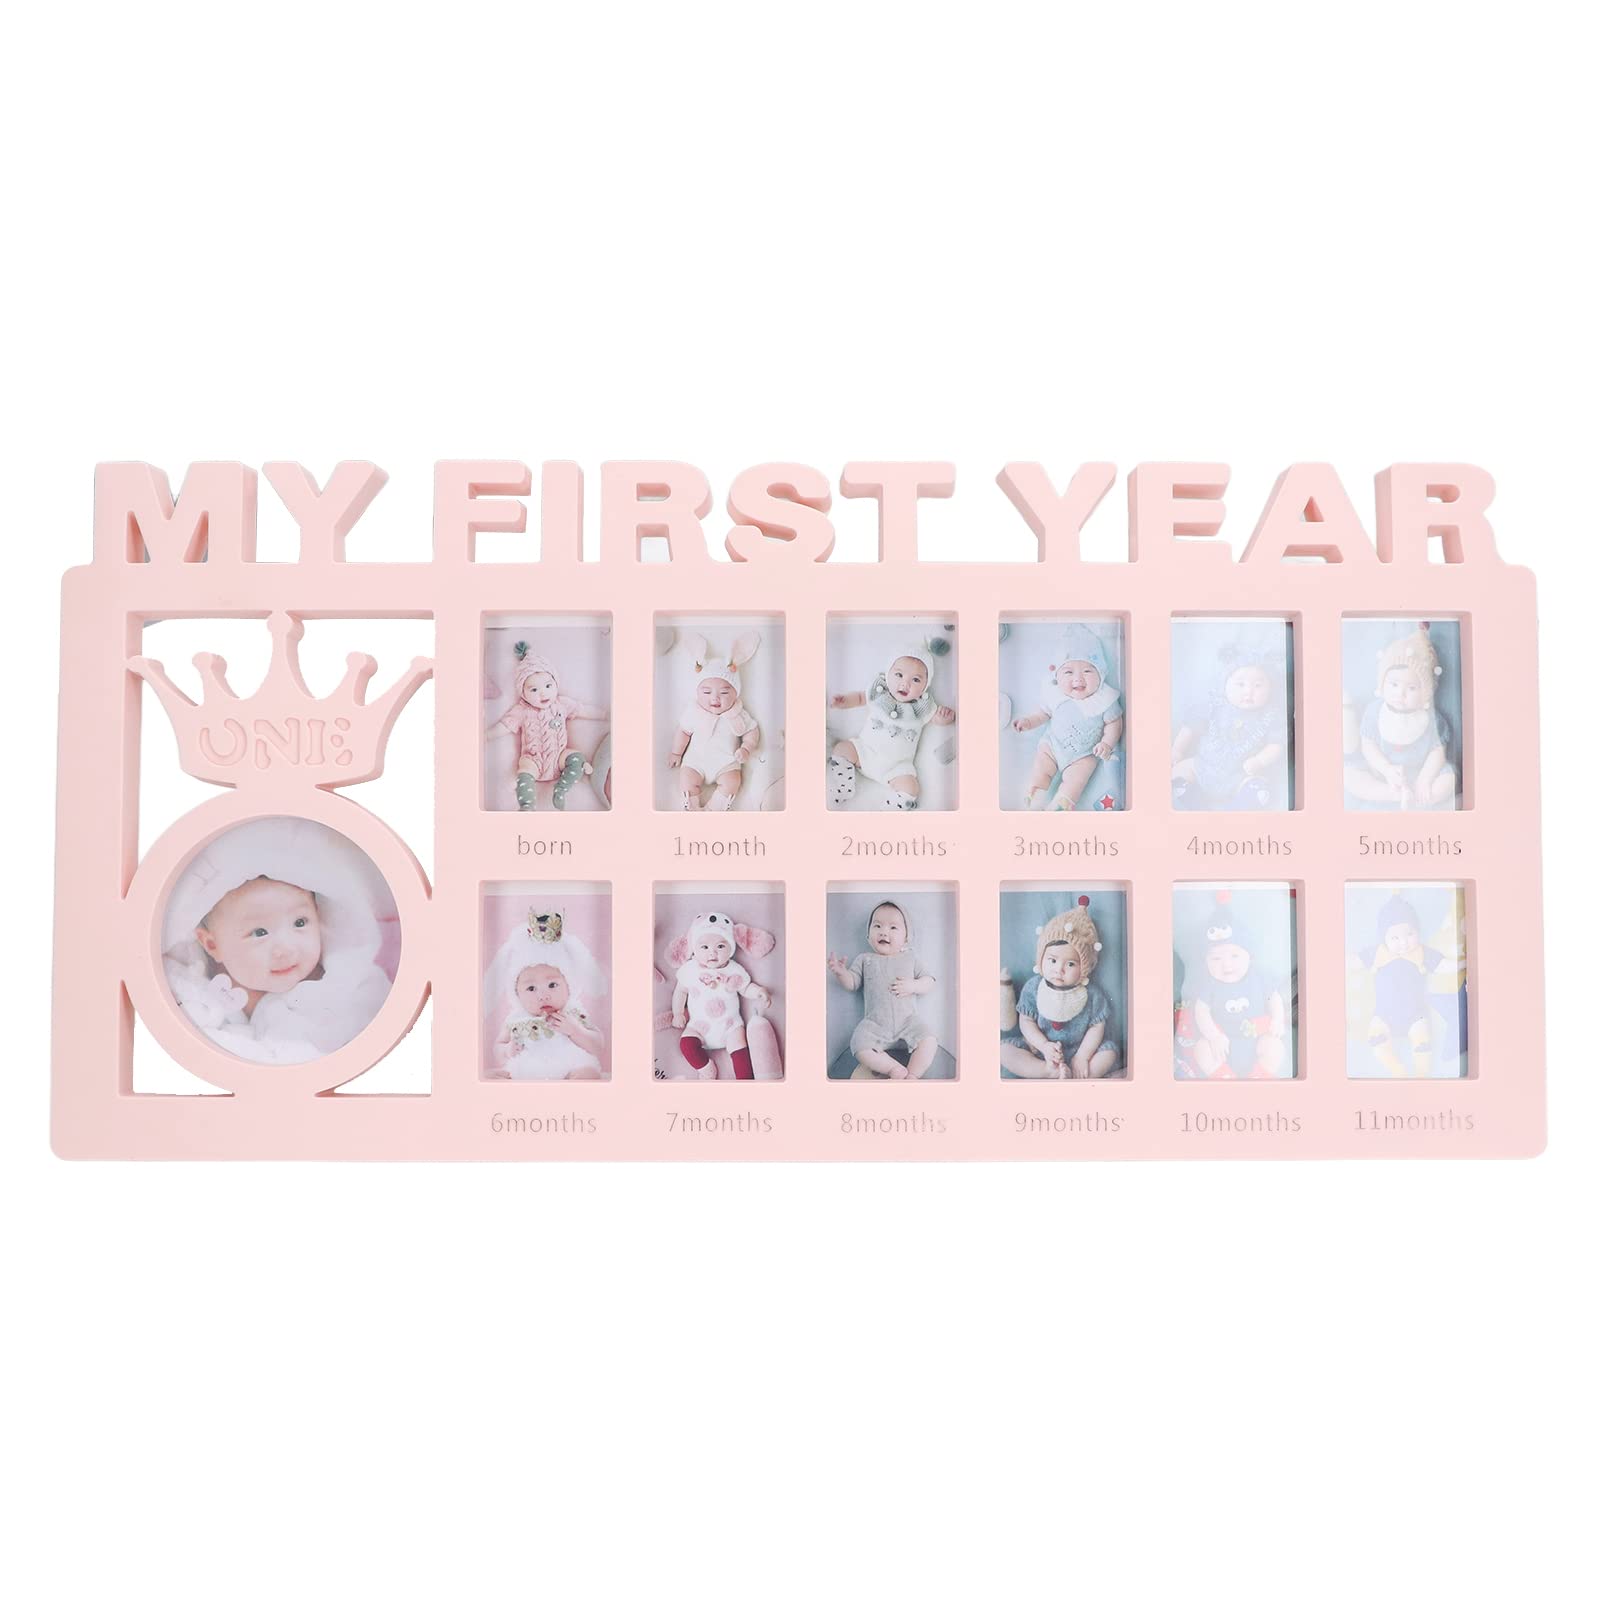 MY FIRST YEAR
ONE
born 1month 2months 3months 4months 5months
6months 7months 8months 9months 10months 11months